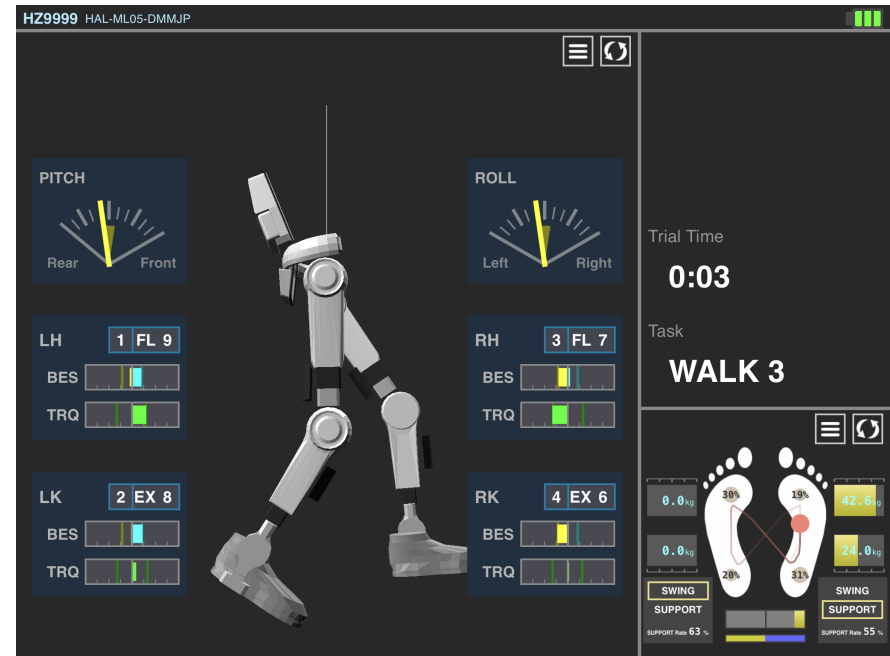 HZ9999 HAL-ML05-DMMJP
PITCH
Rear Front
ROLL
Left Right
LH 1 FL 9
BES
TRQ
RH 3 FL 7
BES
TRQ
LK 2 EX 8
BES
TRQ
RK 4 EX 6
BES
TRQ
Trial Time
0:03
Task
WALK 3
30% 19%
0.0kg 42.6kg
0.0kg 24.0kg
20% 31%
SWING
SUPPORT
SUPPORT Rate 63 %
SWING
SUPPORT
SUPPORT Rate 55 %